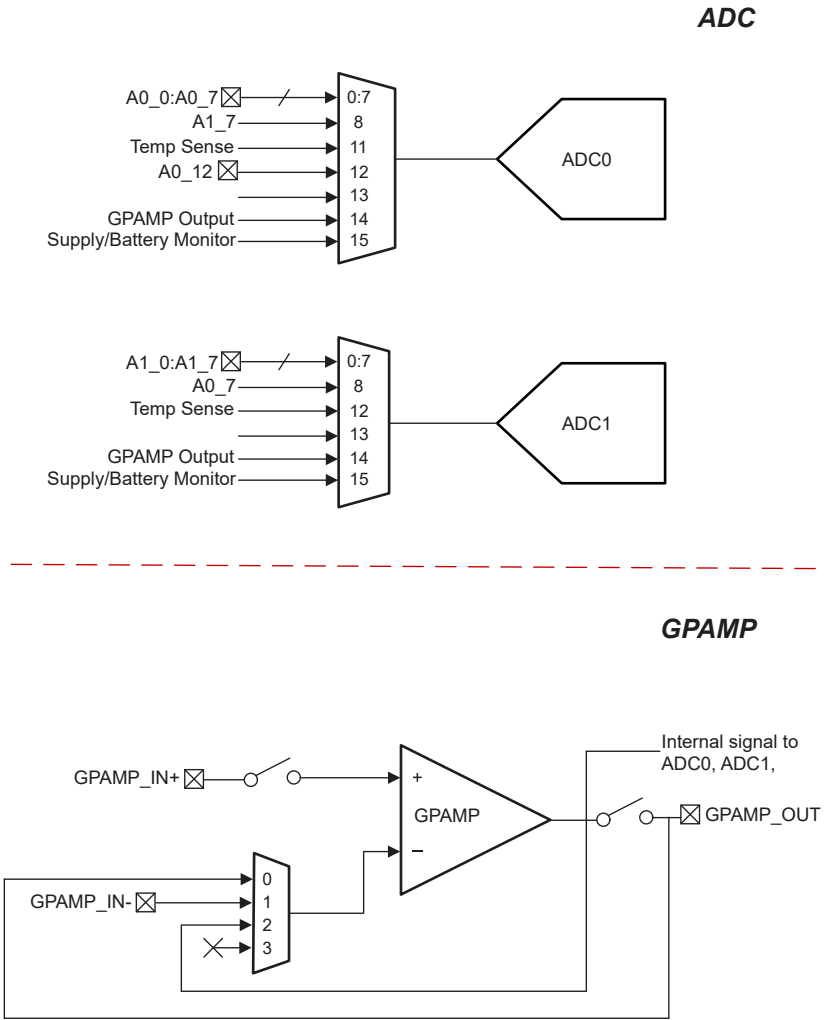 ADC
A0_0:A0_7 0:7
A1_7 8
Temp Sense 11
A0_12 12
13
GPAMP Output 14
Supply/Battery Monitor 15
ADC0
A1_0:A1_7 0:7
A0_7 8
Temp Sense 12
13
GPAMP Output 14
Supply/Battery Monitor 15
ADC1
GPAMP
Internal signal to
ADC0, ADC1,
GPAMP_IN+
+
GPAMP
−
GPAMP_OUT
0
GPAMP_IN- 1
2
3